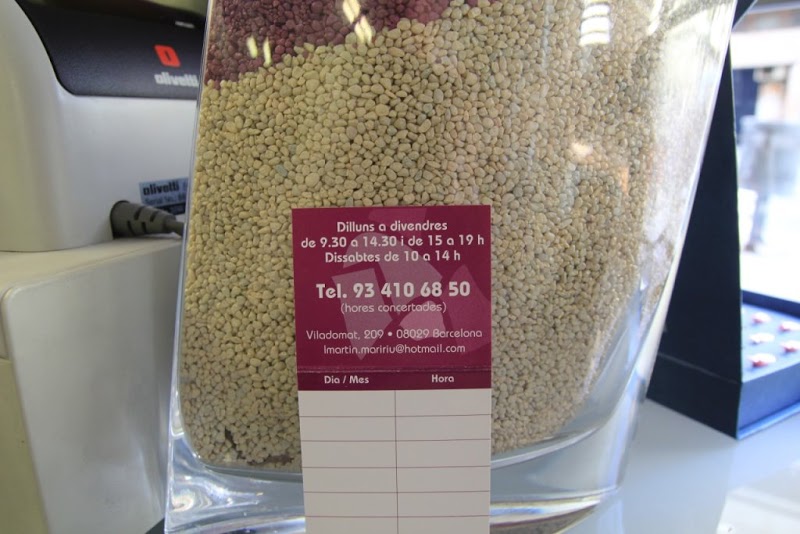 olivetti
olivetti
Dilluns a divendres
de 9.30 a 14.30 i de 15 a 19 h
Dissabtes de 10 a 14 h
Tel. 93 410 68 50
(hores concertades)
Viladomat, 209 • 08029 Barcelona
lmartin.maririu@hotmail.com
Dia / Mes Hora